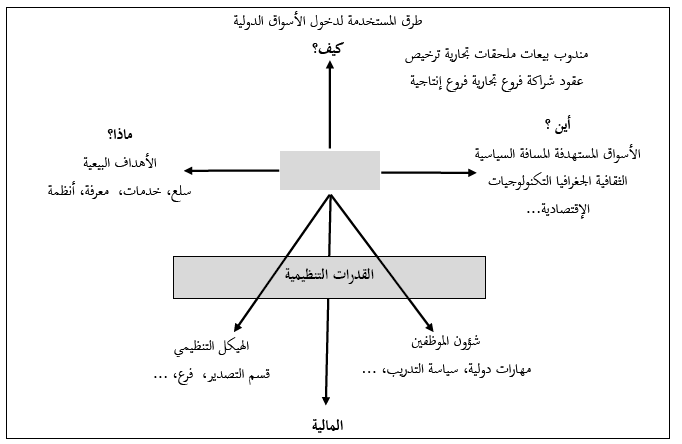 طرق المستخدمة لدخول الأسواق الدولية
كيف؟
مندوب بيعات ملحقات تجارية ترخيص
عقود شراكة فروع تجارية فروع إنتاجية
أين ؟
الأسواق المستهدفة المسافة السياسية
الثقافية الجغرافيا التكنولوجيات
الإقتصادية...
ماذا؟
الأهداف البيعية
سلع، خدمات، معرفة، أنظمة
القدرات التنظيمية
شؤون الموظفين
مهارات دولية، سياسة التدريب، ...
الهيكل التنظيمي
قسم التصدير، فرع، ...
المالية